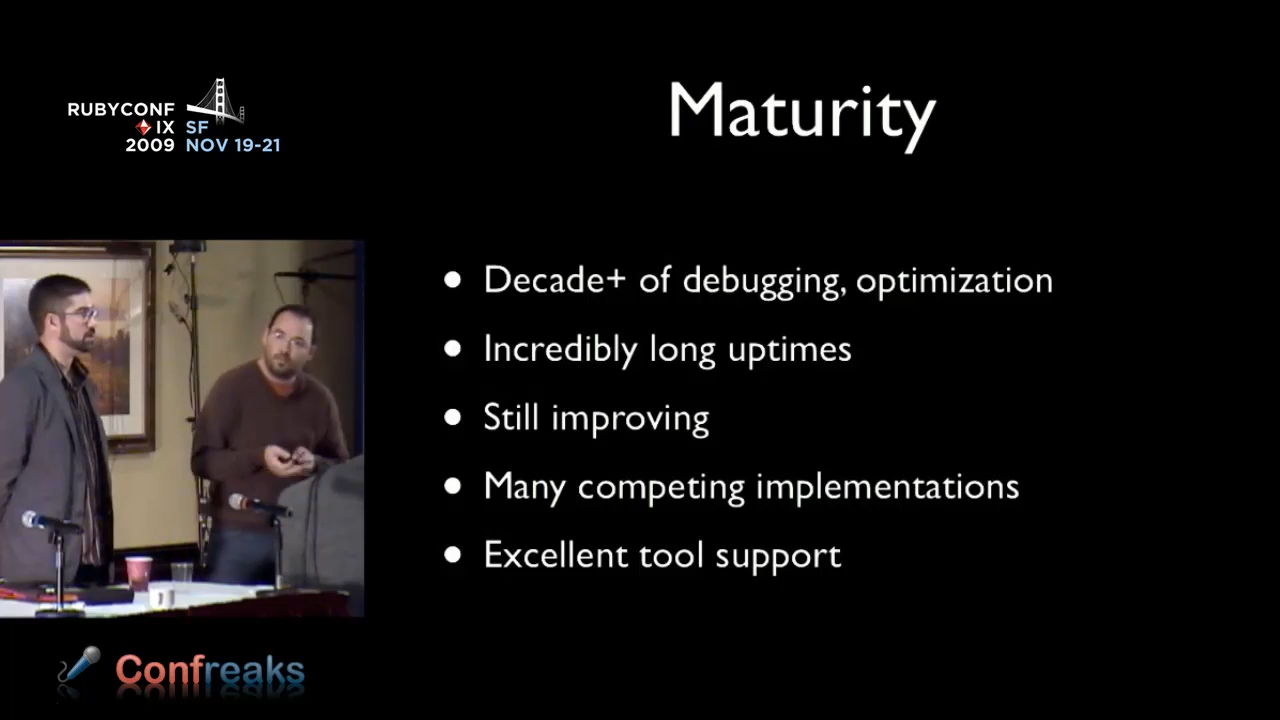 RUBYCONF
IX SF
2009 NOV 19-21
Maturity
Decade+ of debugging, optimization
Incredibly long uptimes
Still improving
Many competing implementations
Excellent tool support
Confreaks